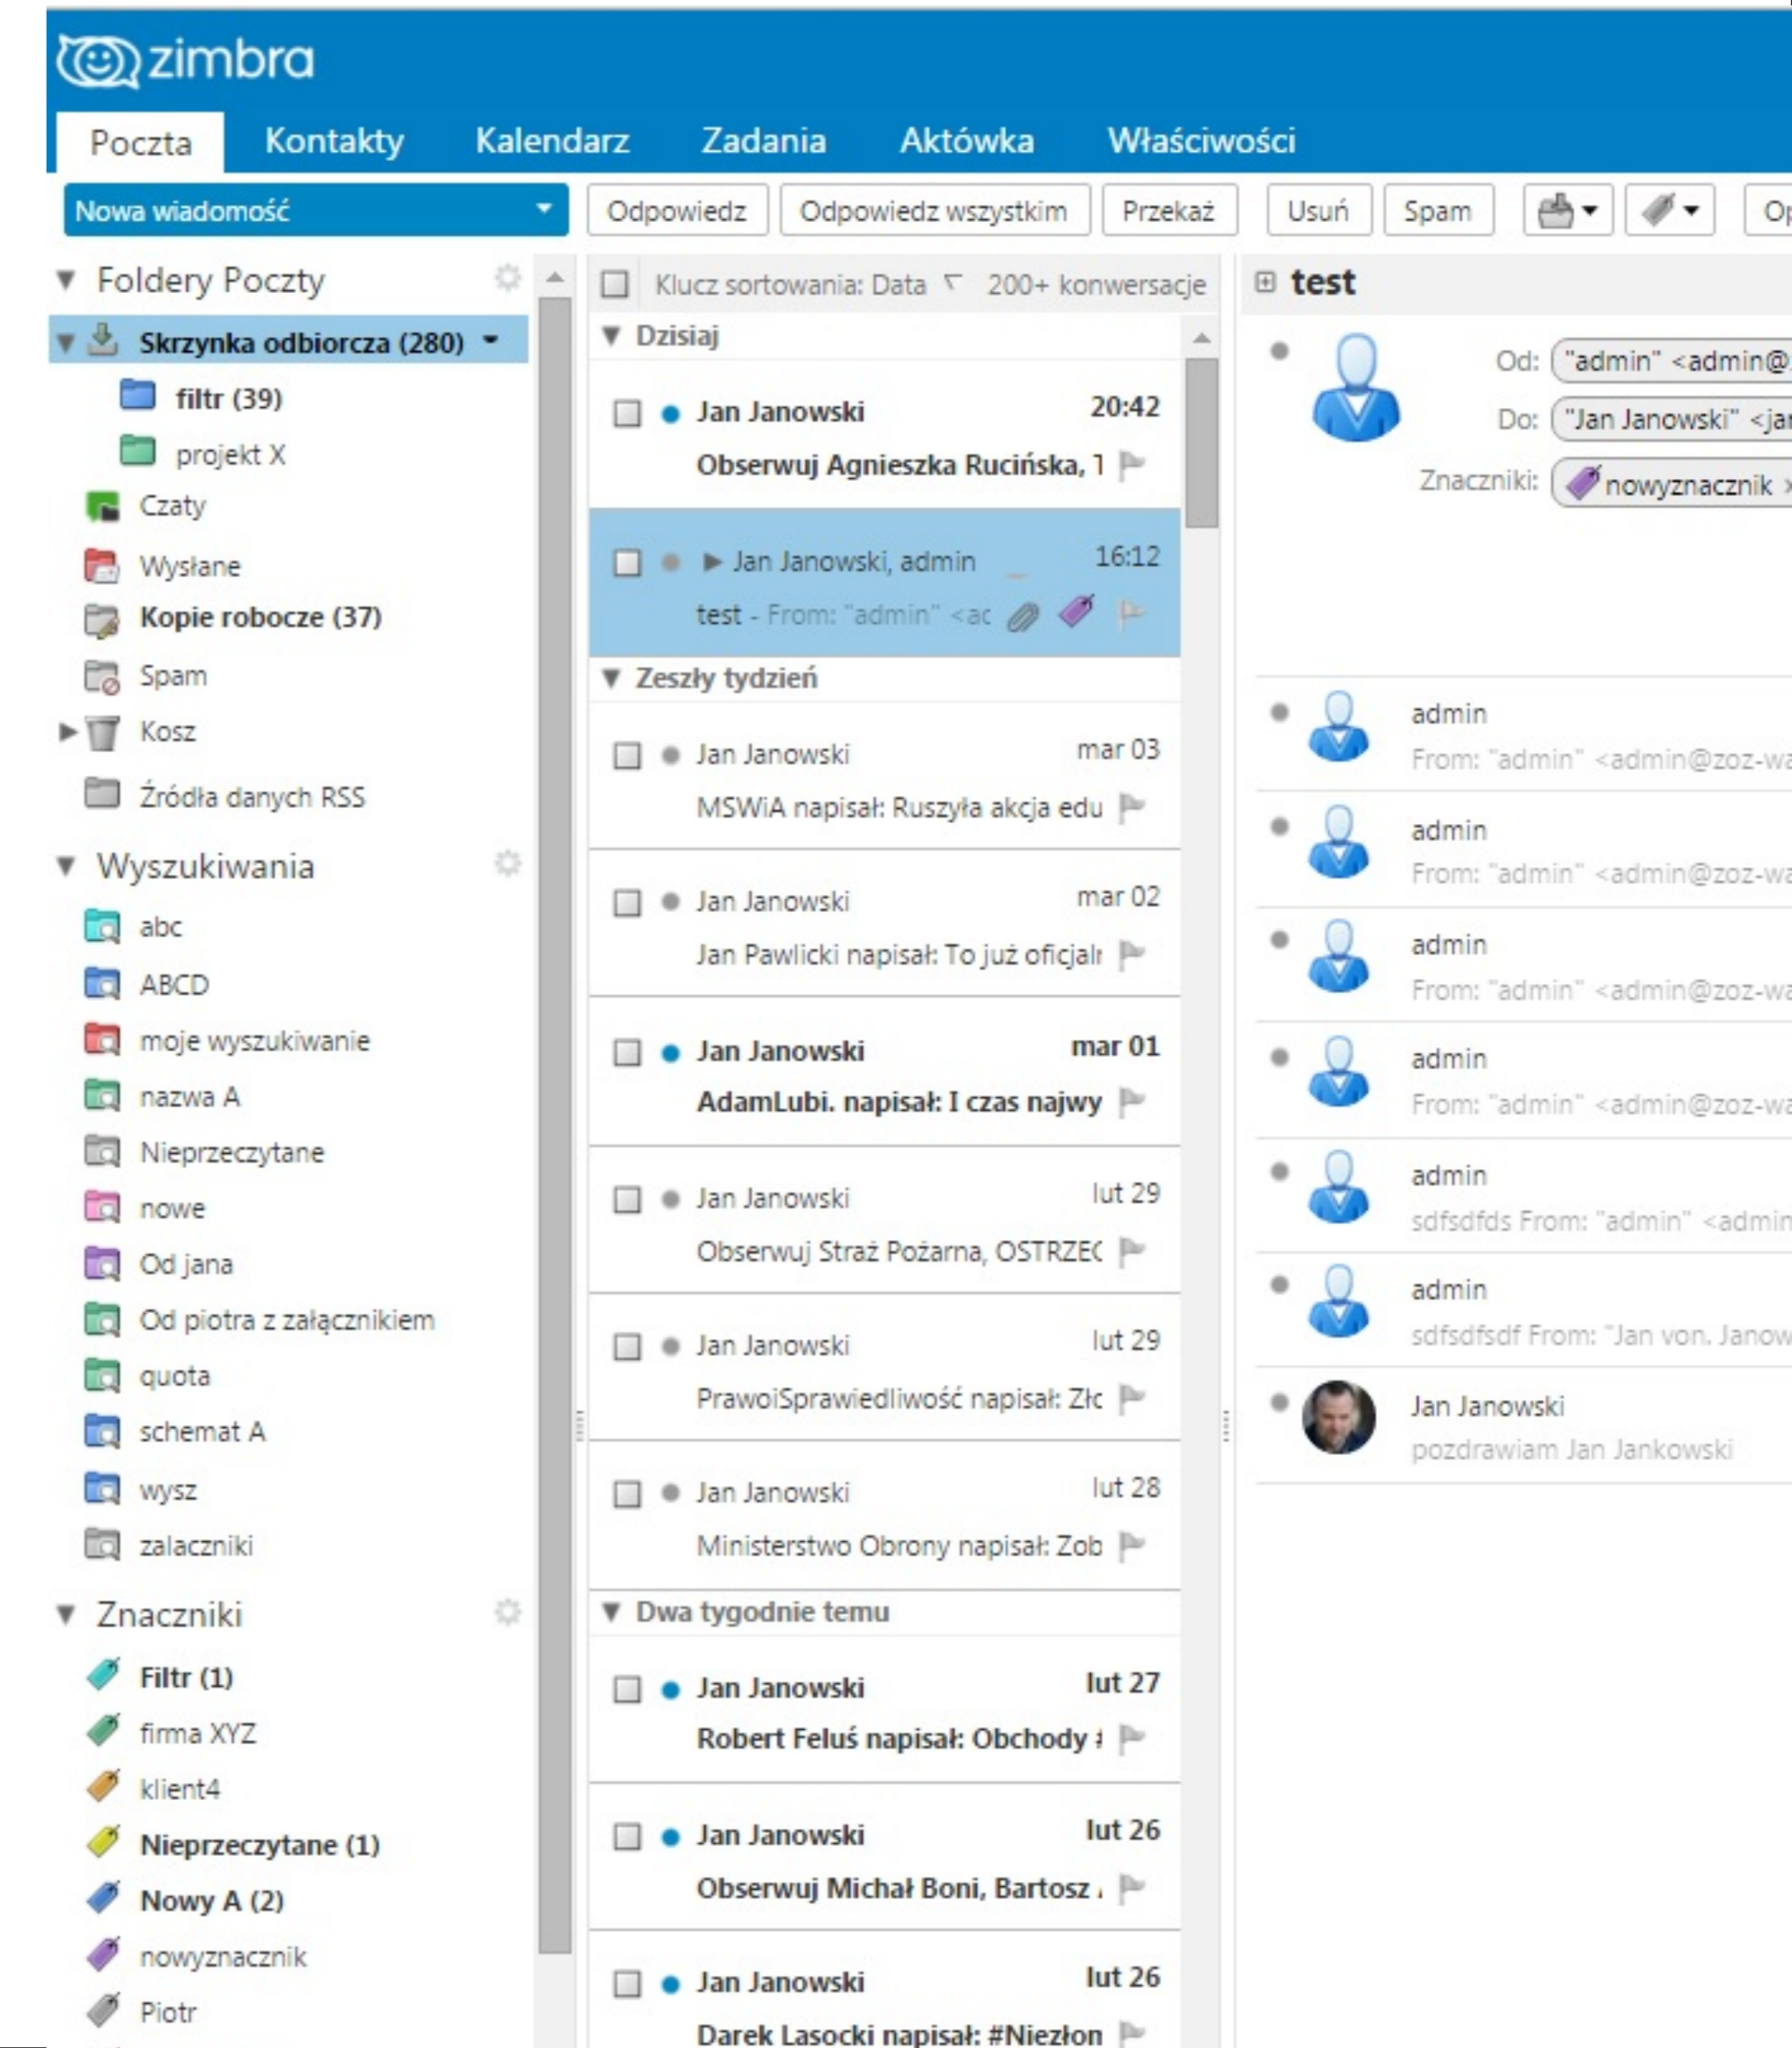 zimbra
Poczta Kontakty Kalendarz Zadania Aktówka Właściwości
Nowa wiadomość Odpowiedz Odpowiedz wszystkim Przekaż Usuń Spam
Foldery Poczty
Skrzynka odbiorcza (280)
filtr (39)
projekt X
Czaty
Wysłane
Kopie robocze (37)
Spam
Kosz
Źródła danych RSS
Wyszukiwania
abc
ABCD
moje wyszukiwanie
nazwa A
Nieprzeczytane
nowe
Od jana
Od piotra z załącznikiem
quota
schemat A
wysz
zalaczniki
Znaczniki
Filtr (1)
firma XYZ
klient4
Nieprzeczytane (1)
Nowy A (2)
nowyznacznik
Piotr
Klucz sortowania: Data 200+ konwersacje
Dzisiaj
Jan Janowski 20:42
Obserwuj Agnieszka Rucińska,
Jan Janowski, admin 16:12
test - From: "admin" <ac
Zeszły tydzień
Jan Janowski mar 03
MSWiA napisał: Ruszyła akcja edu
Jan Janowski mar 02
Jan Pawlicki napisał: To już
Jan Janowski mar 01
AdamLubi. napisał: I czas najwy
Jan Janowski lut 29
Obserwuj Straż Pożarna, OSTRZEC
Jan Janowski lut 29
PrawoiSprawiedliwość napisał:
Jan Janowski lut 28
Ministerstwo Obrony napisał: Zob
Dwa tygodnie temu
Jan Janowski lut 27
Robert Feluś napisał: Obchody
Jan Janowski lut 26
Obserwuj Michał Boni, Bartosz
Jan Janowski lut 26
Darek Lasocki napisał: #Niezłon
test
Od: "admin" <admin@
Do: "Jan Janowski" <jar
Znaczniki: nowyznacznik
admin
From: "admin" <admin@zoz-wa
admin
From: "admin" <admin@zoz-wa
admin
From: "admin" <admin@zoz-wa
admin
From: "admin" <admin@zoz-wa
admin
sdfsdfds From: "admin" <admin
admin
sdfsdfsdf From: "Jan von. Janow
Jan Janowski
pozdrawiam Jan Jankowski